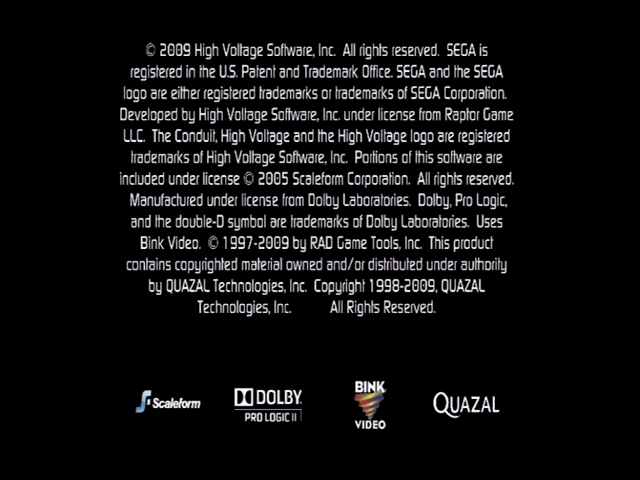 © 2009 High Voltage Software, Inc. All rights reserved. SEGA is
registered in the U.S. Patent and Trademark Office. SEGA and the SEGA
logo are either registered trademarks or trademarks of SEGA Corporation.
Developed by High Voltage Software, Inc. under license from Raptor Game
LLC. The Conduit, High Voltage and the High Voltage logo are registered
trademarks of High Voltage Software, Inc. Portions of this software are
included under license © 2005 Scaleform Corporation. All rights reserved.
Manufactured under license from Dolby Laboratories. Dolby, Pro Logic,
and the double-D symbol are trademarks of Dolby Laboratories. Uses
Bink Video. © 1997-2009 by RAD Game Tools, Inc. This product
contains copyrighted material owned and/or distributed under authority
by QUAZAL Technologies, Inc. Copyright 1998-2009, QUAZAL
Technologies, Inc. All Rights Reserved.
Scaleform
DOLBY
PRO LOGIC II
BINK
VIDEO
QUAZAL